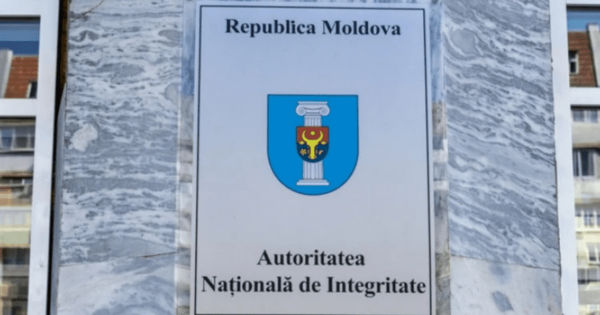 Republica Moldova
Autoritatea
Națională de Integritate